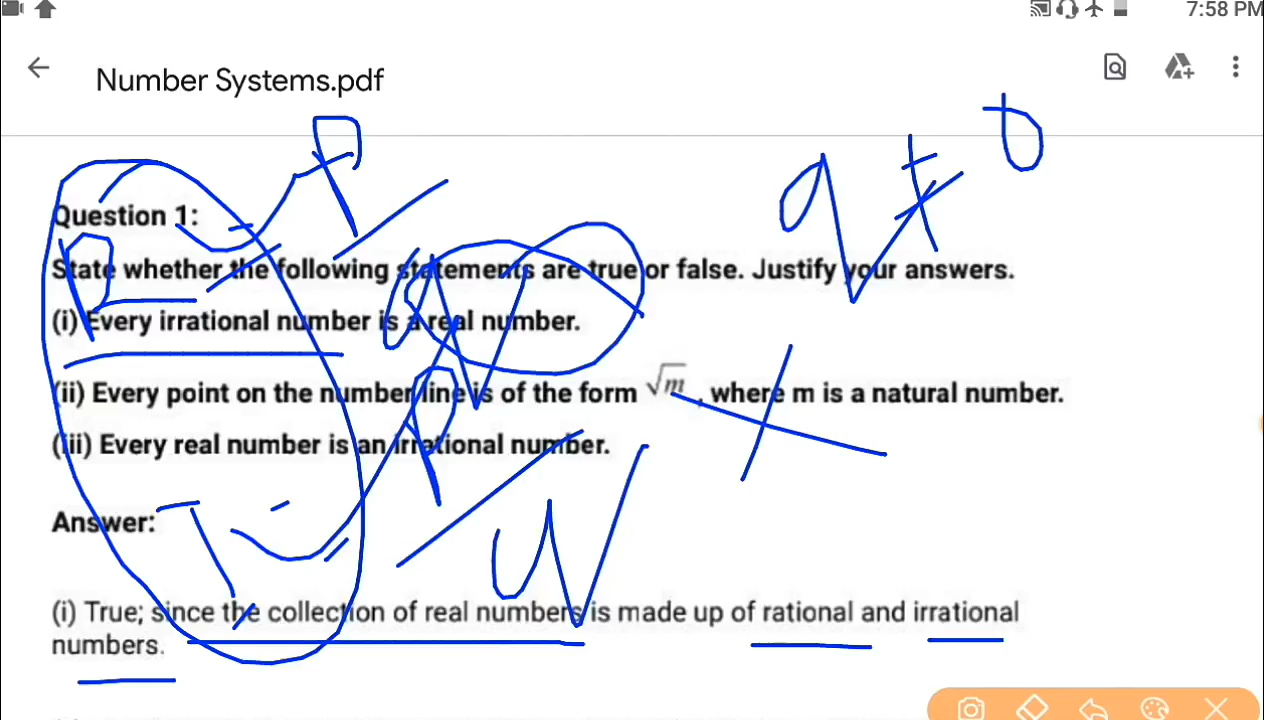 7:58 PM
Number Systems.pdf
Question 1:
State whether the following statements are true or false. Justify your answers.
(i) Every irrational number is a real number.
(ii) Every point on the number line is of the form √m , where m is a natural number.
(iii) Every real number is an irrational number.
Answer:
(i) True; since the collection of real numbers is made up of rational and irrational
numbers.
P
q ≠ 0
P
q
P
q